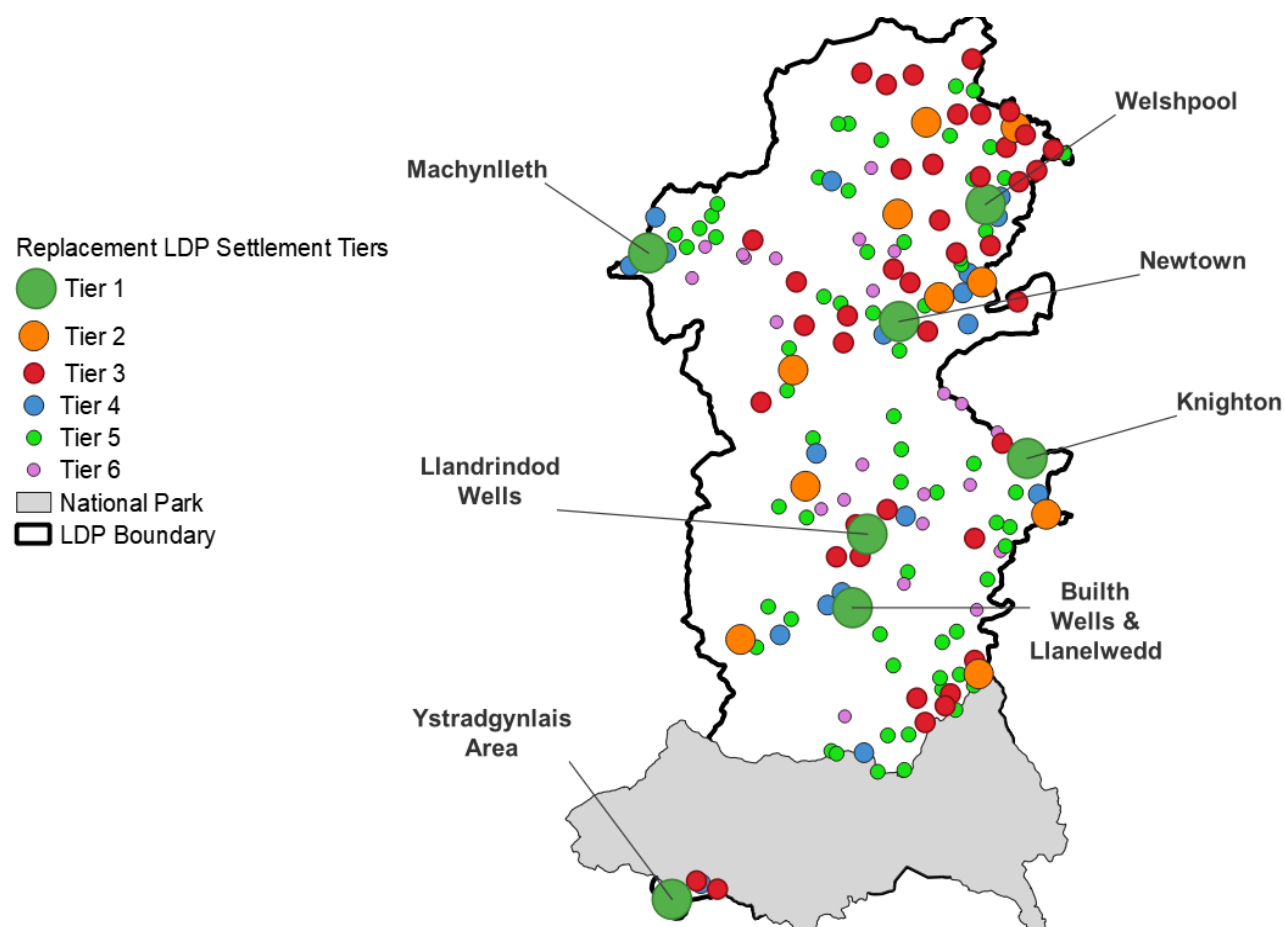 Welshpool
Machynlleth
Replacement LDP Settlement Tiers
Tier 1
Tier 2
Tier 3
Tier 4
Tier 5
Tier 6
National Park
LDP Boundary
Newtown
Knighton
Llandrindod
Wells
Builth
Wells &
Llanelwedd
Ystradgynlais
Area